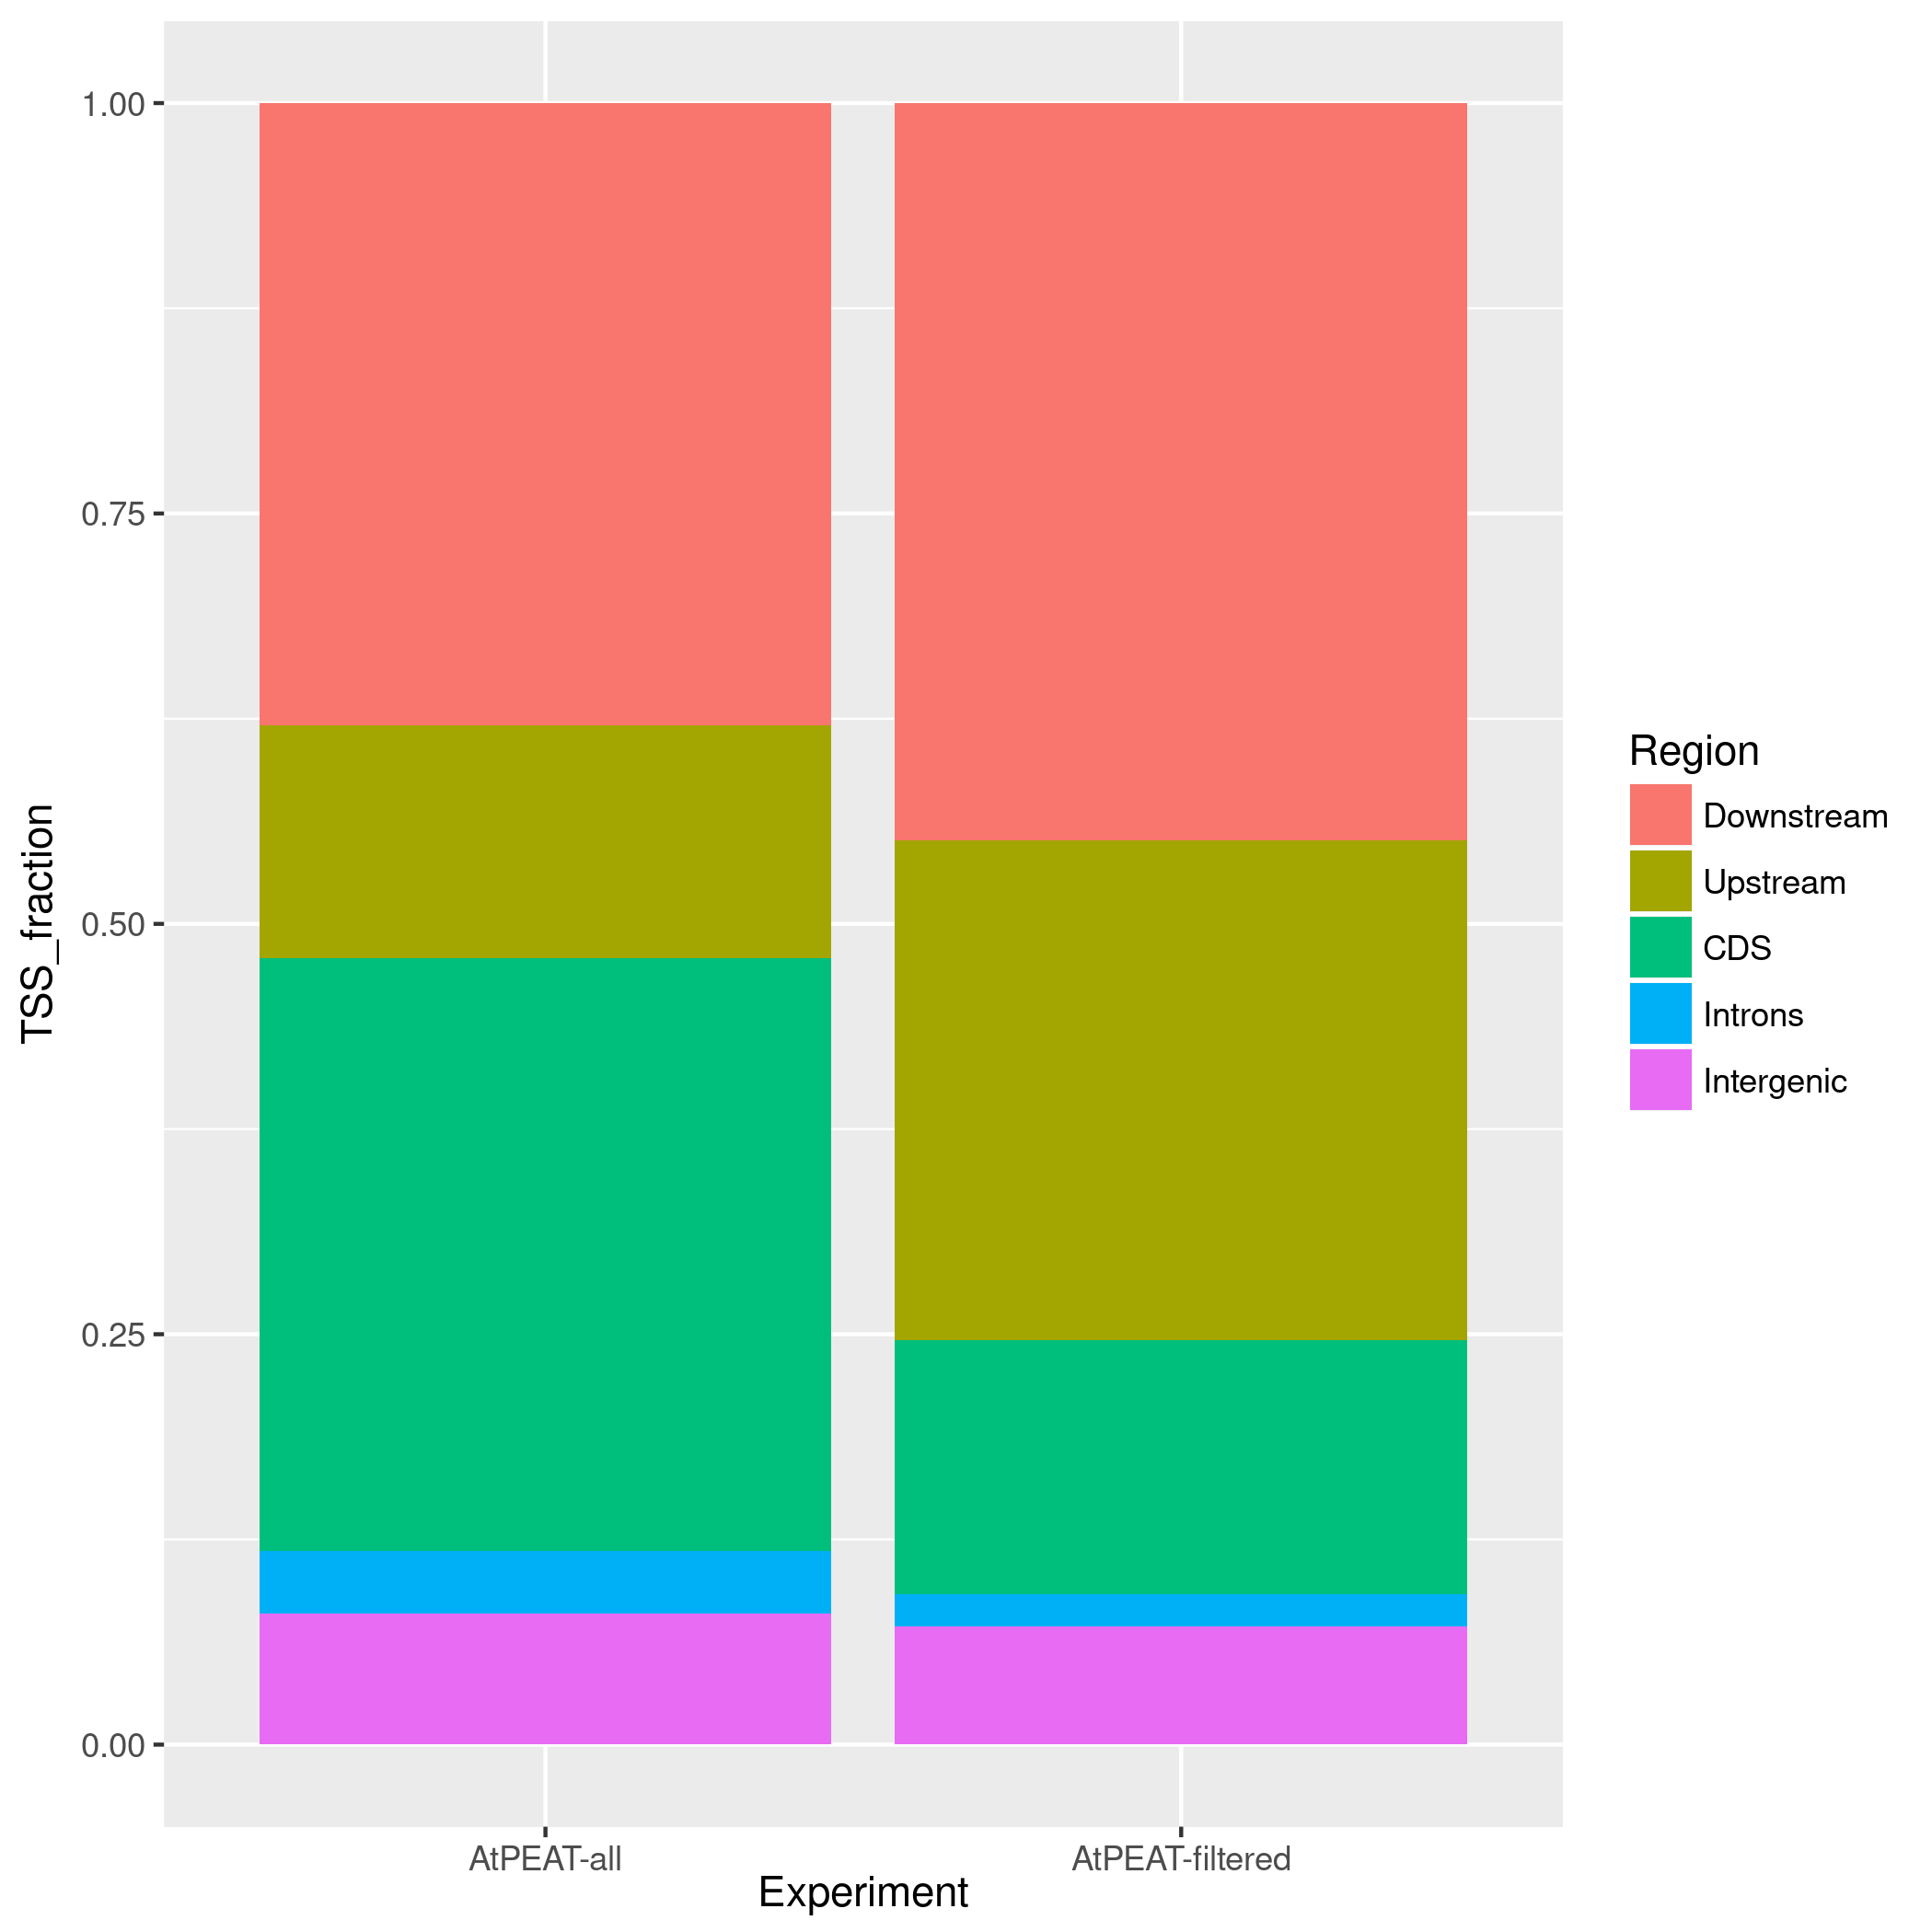 TSS_fraction
1.00
0.75
0.50
0.25
0.00
AtPEAT-all
AtPEAT-filtered
Experiment
Region
Downstream
Upstream
CDS
Introns
Intergenic